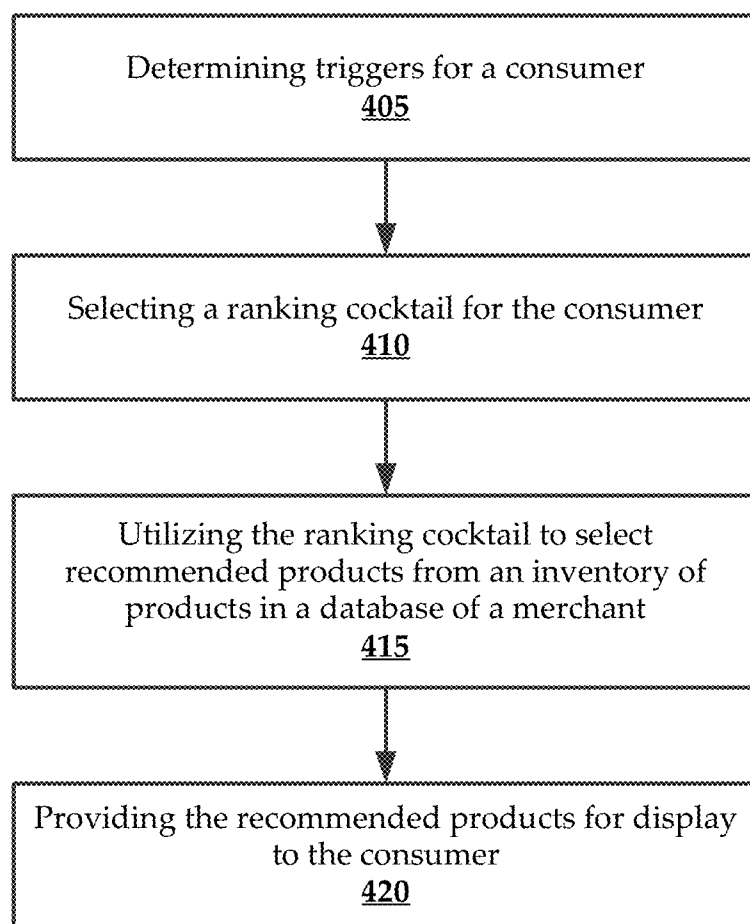 Determining triggers for a consumer
405
Selecting a ranking cocktail for the consumer
410
Utilizing the ranking cocktail to select
recommended products from an inventory of
products in a database of a merchant
415
Providing the recommended products for display
to the consumer
420